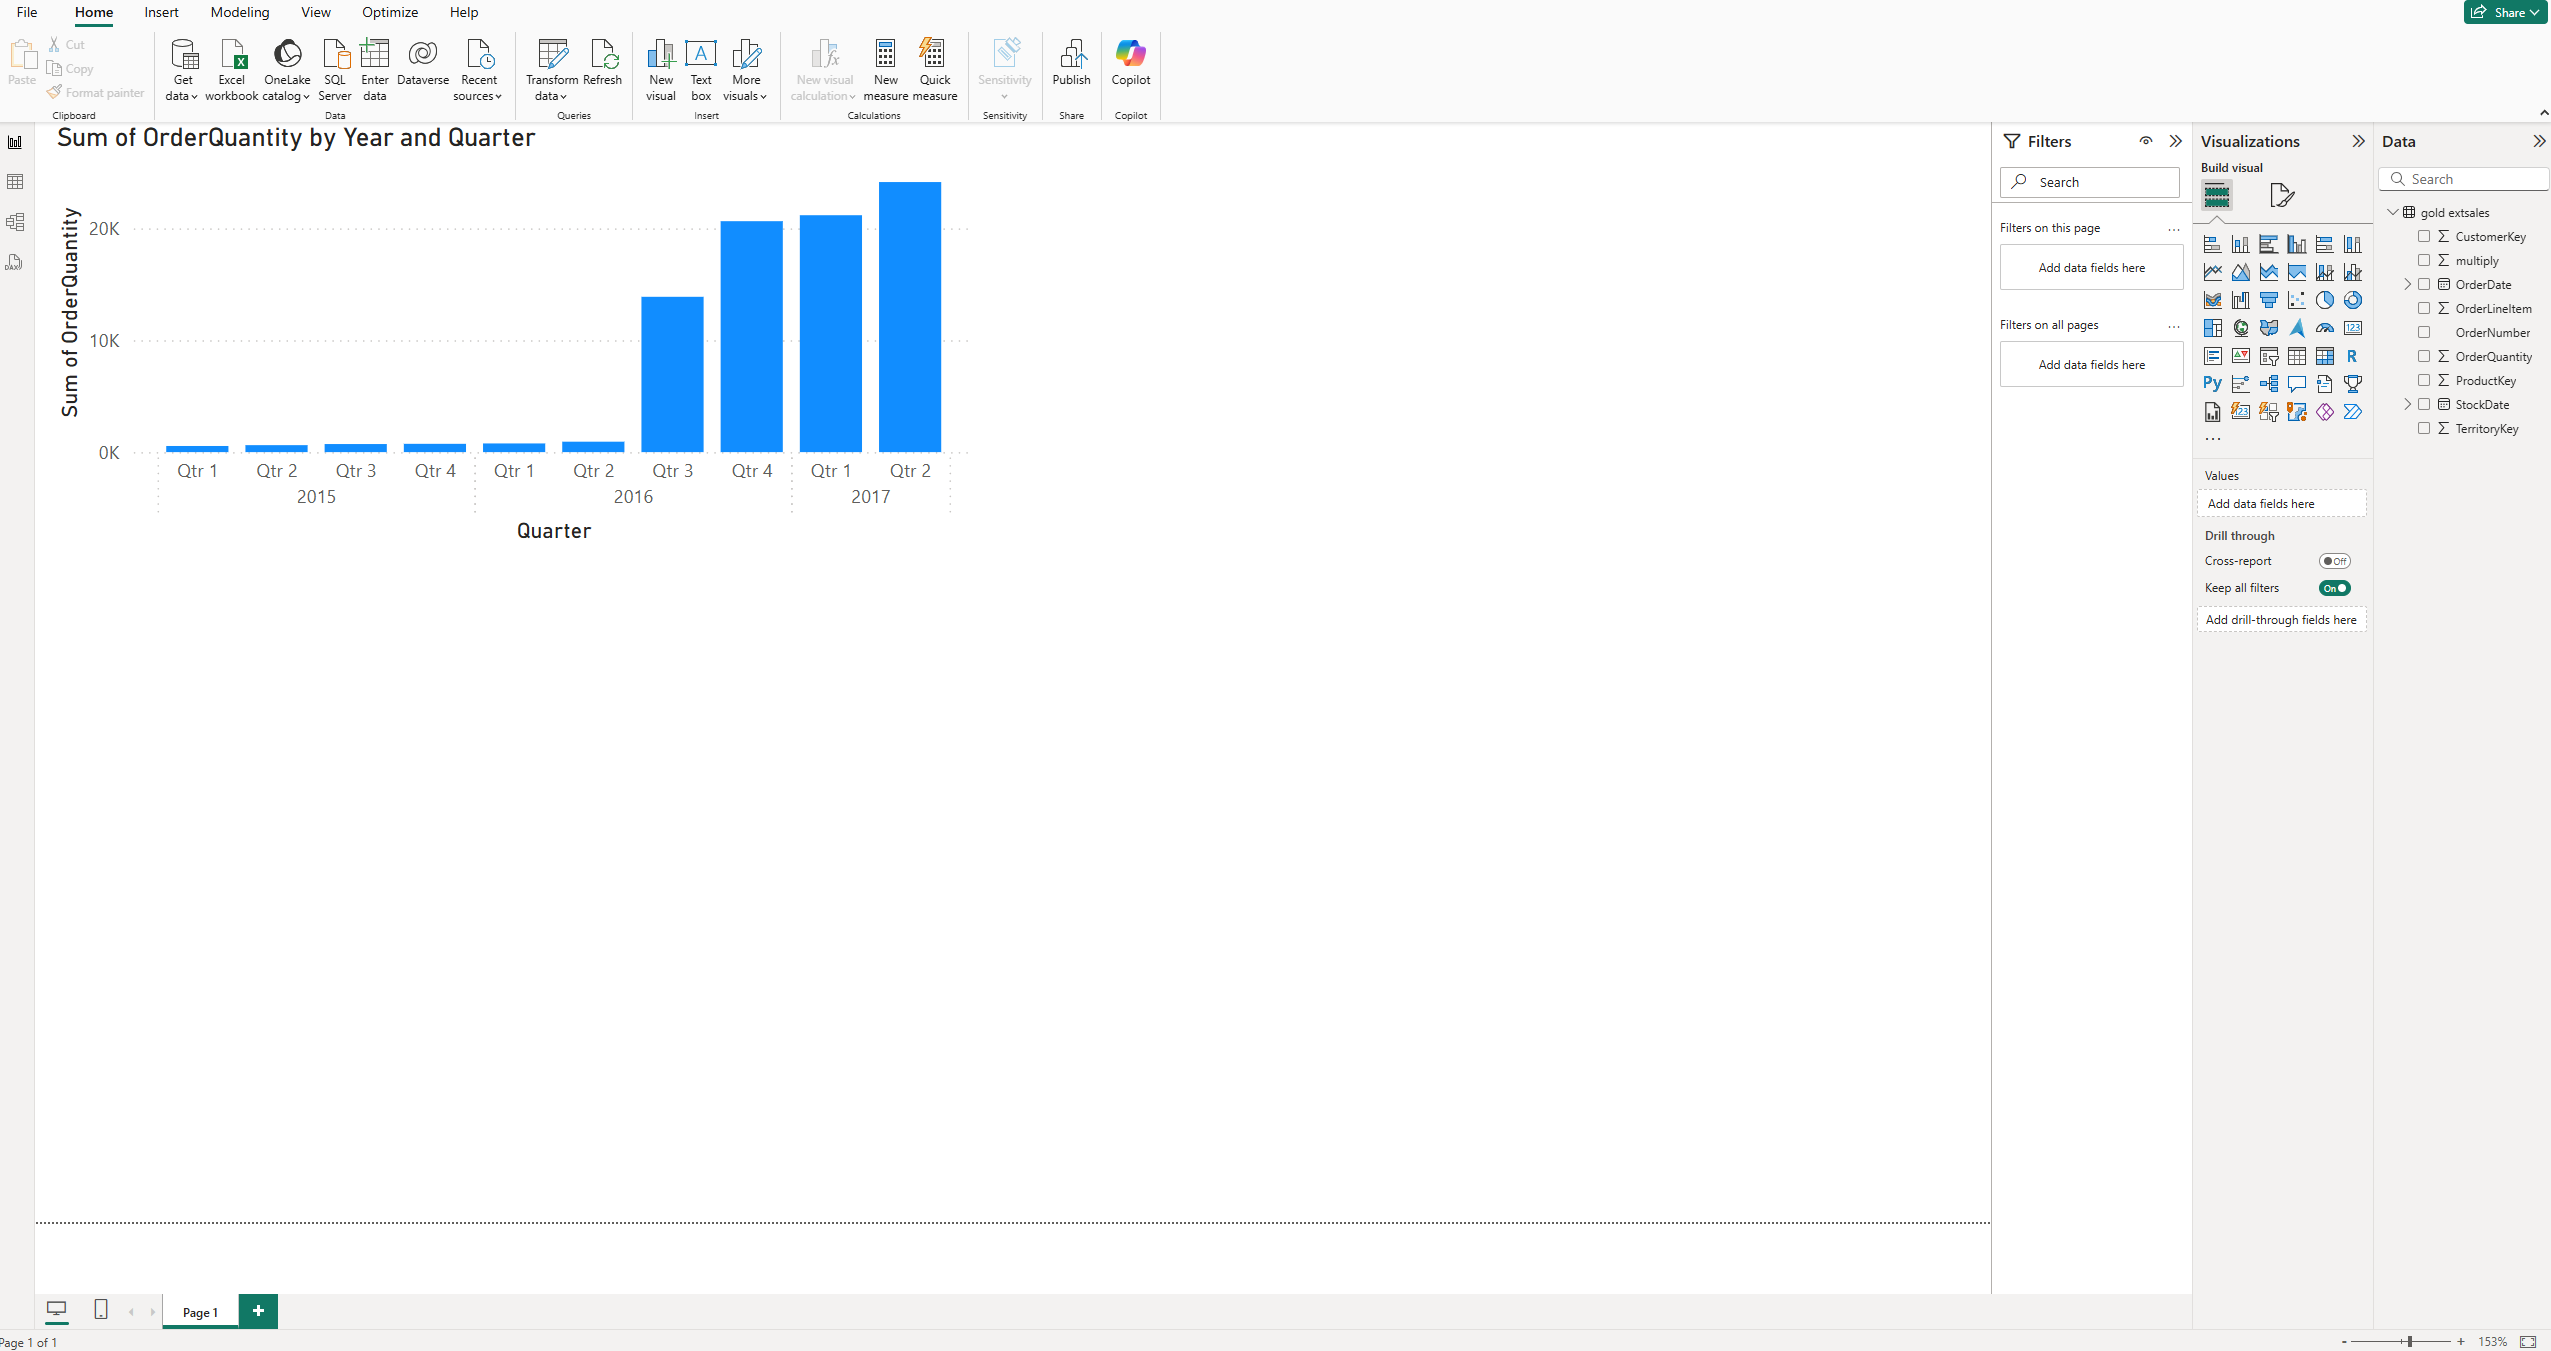 File Home Insert Modeling View Optimize Help
Share
Paste
Cut
Copy
Format painter
Clipboard
Get data
Excel workbook
OneLake catalog
SQL Server
Enter data
Dataverse
Recent sources
Data
Transform data
Refresh
Queries
New visual
Text box
More visuals
Insert
New visual calculation
New measure
Quick measure
Calculations
Sensitivity
Sensitivity
Publish
Share
Copilot
Copilot
Sum of OrderQuantity by Year and Quarter
Sum of OrderQuantity
20K
10K
0K
Qtr 1 Qtr 2 Qtr 3 Qtr 4 Qtr 1 Qtr 2 Qtr 3 Qtr 4 Qtr 1 Qtr 2
2015 2016 2017
Quarter
Filters
Search
Filters on this page
Add data fields here
Filters on all pages
Add data fields here
Visualizations
Build visual
123
R
Py
123
Values
Add data fields here
Drill through
Cross-report Off
Keep all filters On
Add drill-through fields here
Data
Search
gold extsales
CustomerKey
multiply
OrderDate
OrderLineItem
OrderNumber
OrderQuantity
ProductKey
StockDate
TerritoryKey
DAX
Page 1
Page 1 of 1
- + 153%